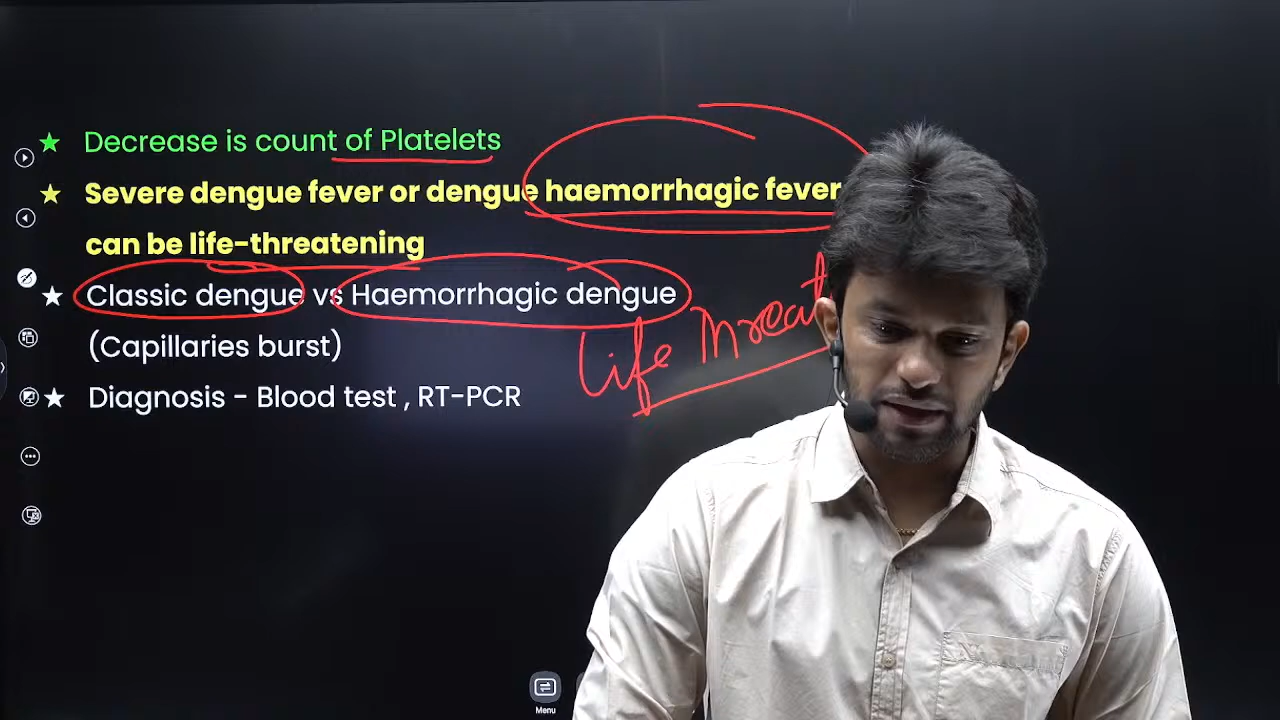 Decrease is count of Platelets
Severe dengue fever or dengue haemorrhagic fever
can be life-threatening
Classic dengue vs Haemorrhagic dengue
(Capillaries burst)
Life Threat
Diagnosis - Blood test , RT-PCR
Menu